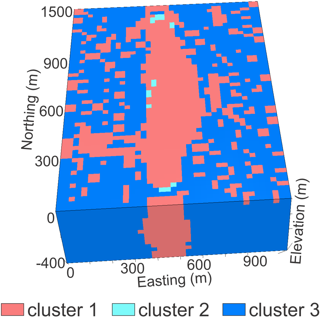 1500
900
600
300
0
-400
Northing (m)
0
300
600
900
Easting (m)
Elevation (m)
cluster 1
cluster 2
cluster 3